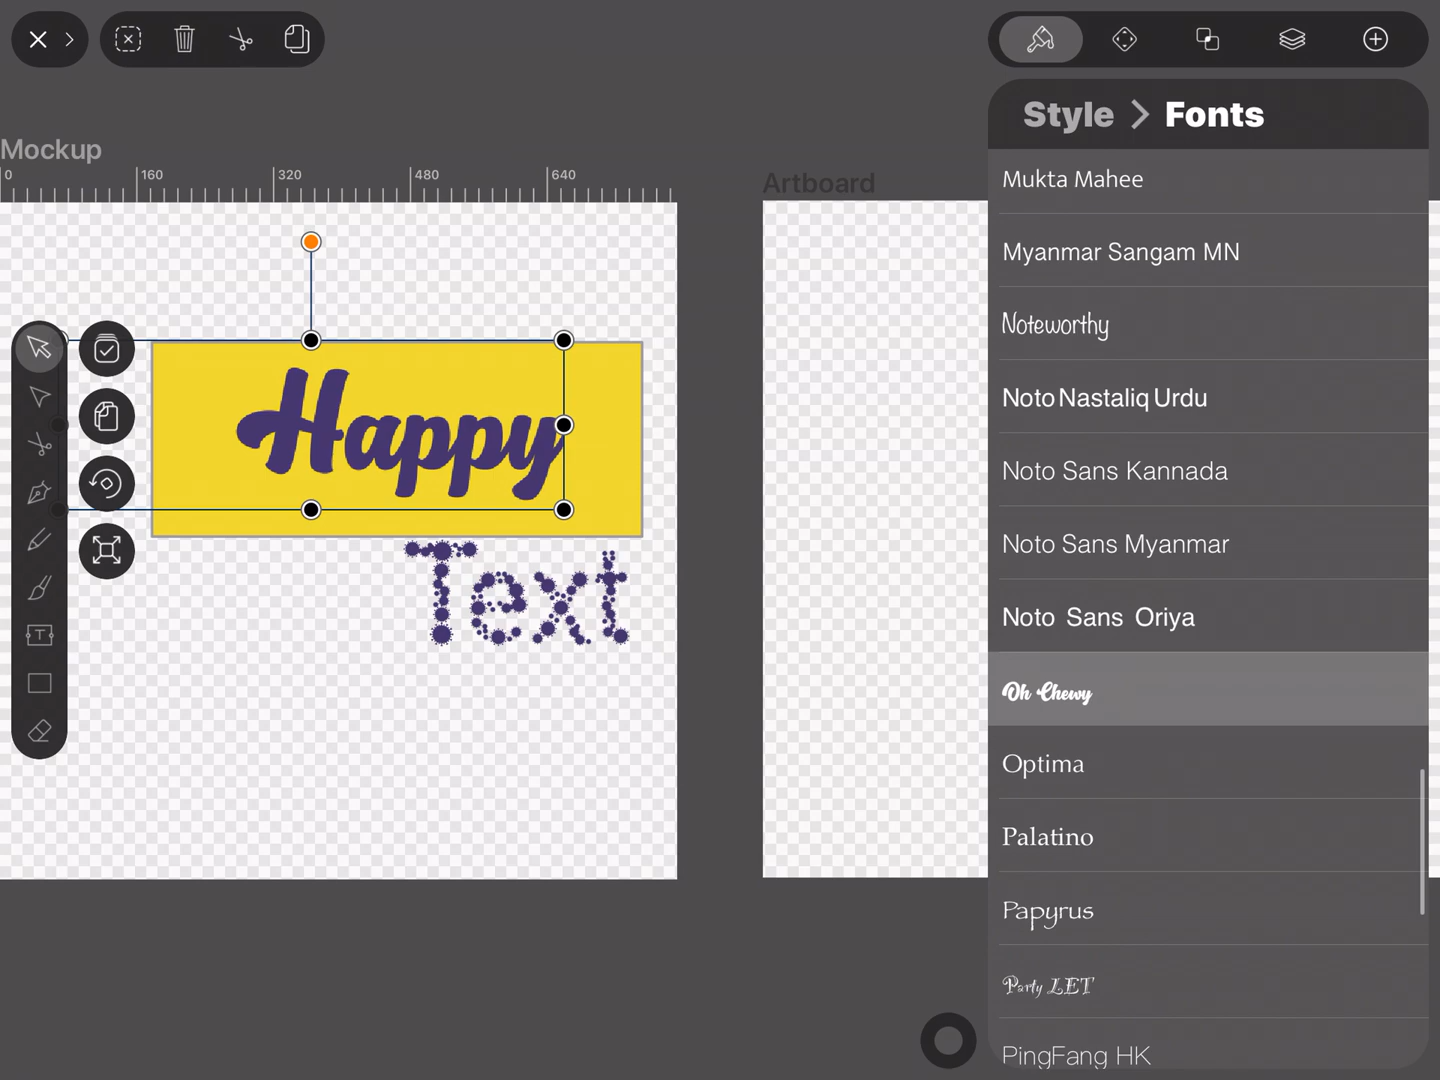 Style > Fonts
Mockup
0 160 320 480 640
Artboard
Happy
Text
T
Mukta Mahee
Myanmar Sangam MN
Noteworthy
Noto Nastaliq Urdu
Noto Sans Kannada
Noto Sans Myanmar
Noto Sans Oriya
Oh Chewy
Optima
Palatino
Papyrus
Party LET
PingFang HK